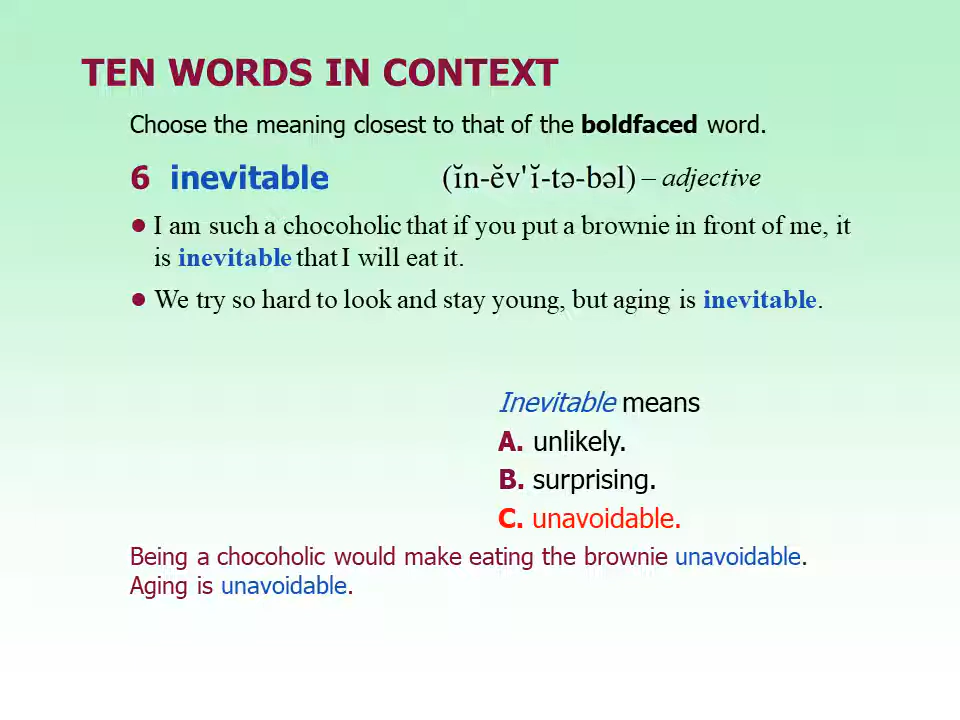 TEN WORDS IN CONTEXT
Choose the meaning closest to that of the boldfaced word.
6 inevitable (ĭn-ĕv'ĭ-tə-bəl) – adjective
● I am such a chocoholic that if you put a brownie in front of me, it
is inevitable that I will eat it.
● We try so hard to look and stay young, but aging is inevitable.
Inevitable means
A. unlikely.
B. surprising.
C. unavoidable.
Being a chocoholic would make eating the brownie unavoidable.
Aging is unavoidable.